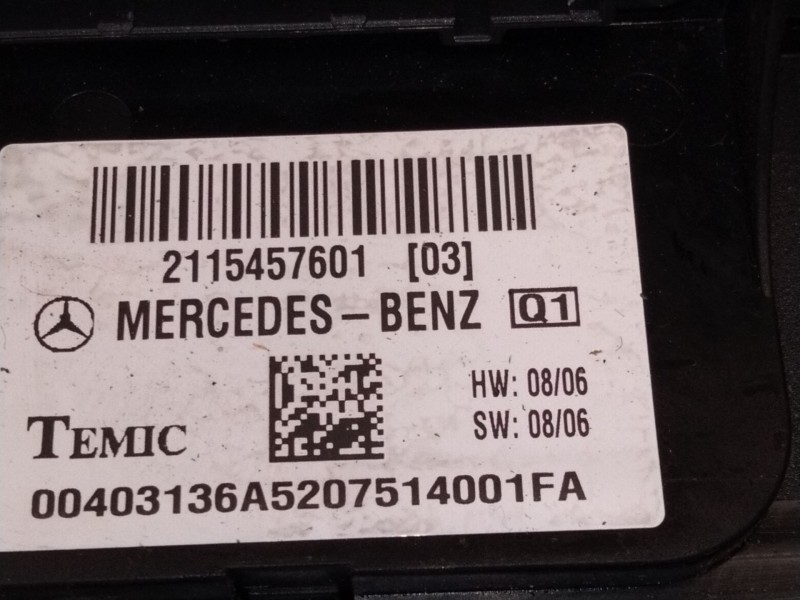 2115457601 [03]
MERCEDES-BENZ Q1
HW: 08/06
SW: 08/06
TEMIC
00403136A5207514001FA